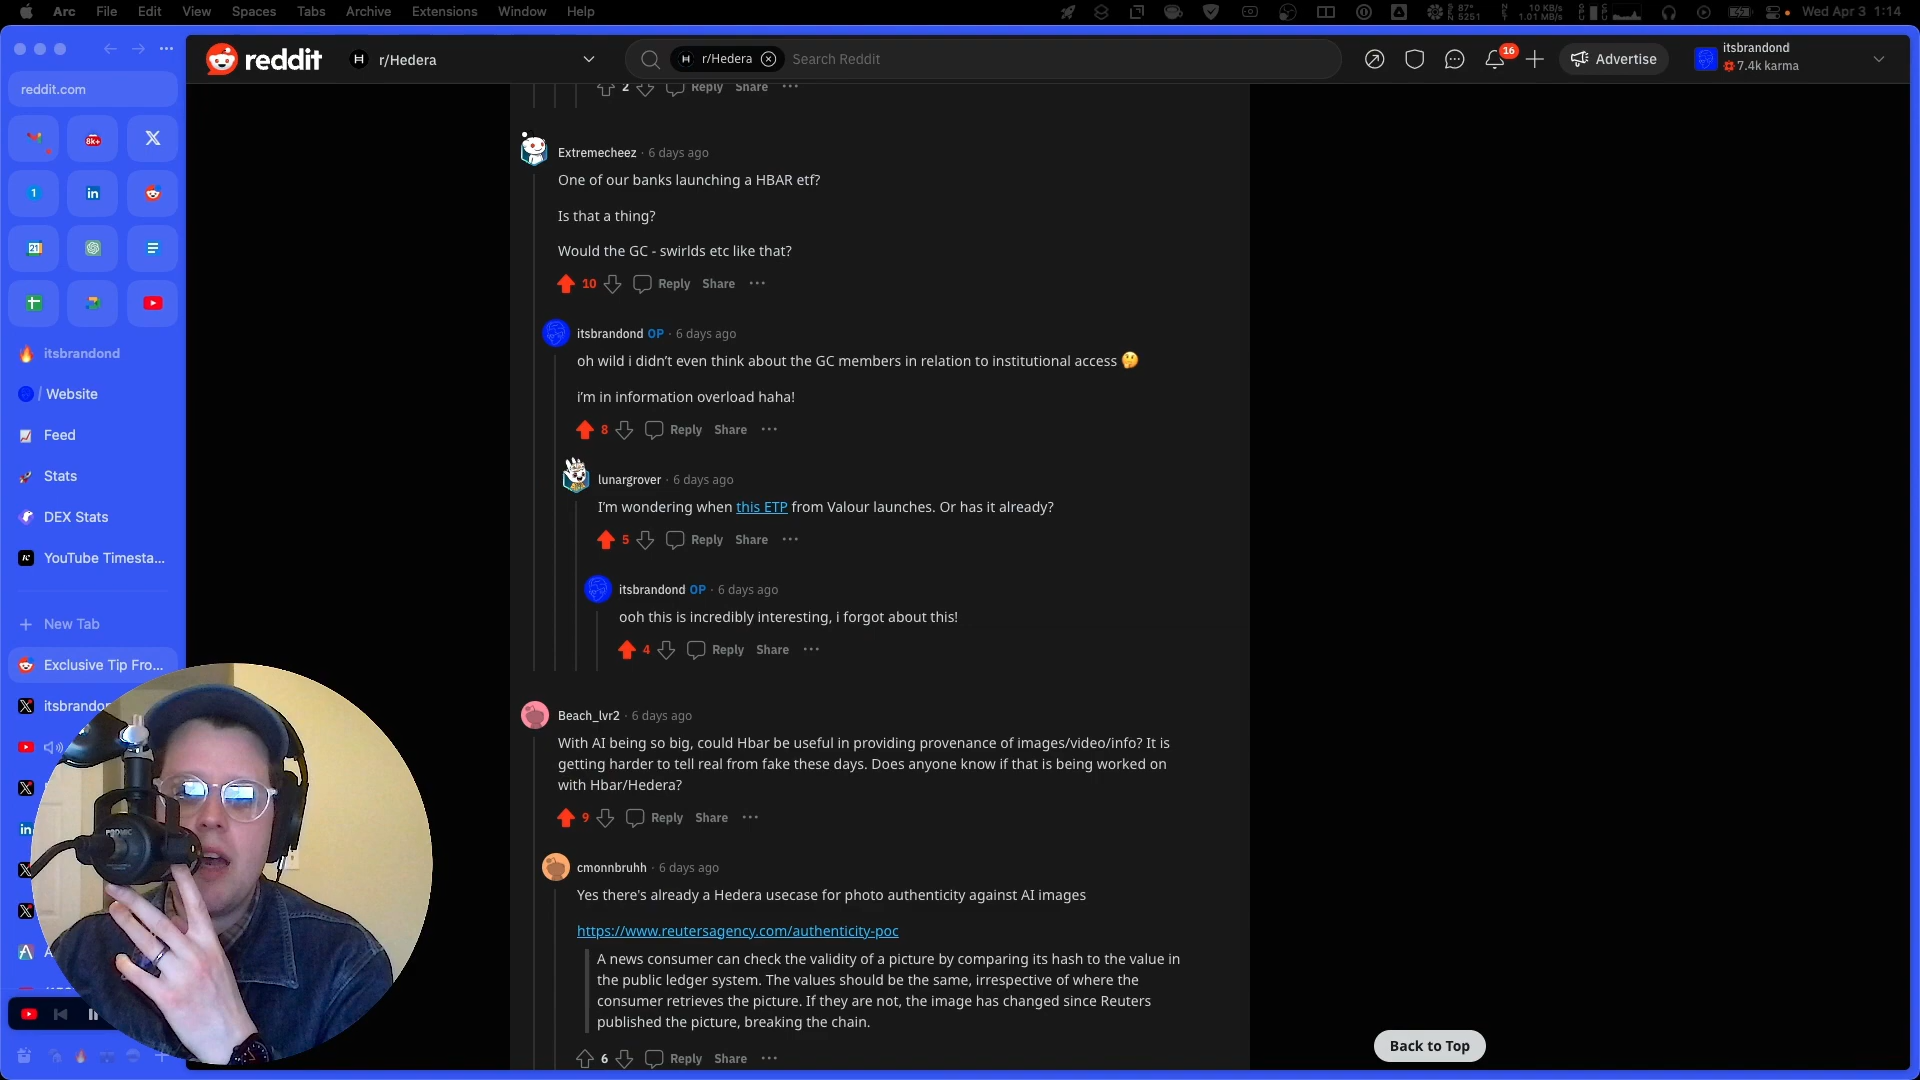 Arc File Edit View Spaces Tabs Archive Extensions Window Help
87° 5251 10 KB/s 1.01 MB/s Wed Apr 3 1:14
reddit r/Hedera r/Hedera Search Reddit 16 Advertise
itsbrandond
7.4k karma
reddit.com
8k+
1 in
21
itsbrandond
/ Website
Feed
Stats
DEX Stats
YouTube Timesta...
+ New Tab
Exclusive Tip Fro...
2 Reply Share ···
Extremecheez · 6 days ago
One of our banks launching a HBAR etf?
Is that a thing?
Would the GC - swirlds etc like that?
10 Reply Share ···
itsbrandond OP · 6 days ago
oh wild i didn't even think about the GC members in relation to institutional access 🤔
i'm in information overload haha!
8 Reply Share ···
lunargrover · 6 days ago
I'm wondering when this ETP from Valour launches. Or has it already?
5 Reply Share ···
itsbrandond OP · 6 days ago
ooh this is incredibly interesting, i forgot about this!
4 Reply Share ···
Beach_lvr2 · 6 days ago
With AI being so big, could Hbar be useful in providing provenance of images/video/info? It is
getting harder to tell real from fake these days. Does anyone know if that is being worked on
with Hbar/Hedera?
9 Reply Share ···
cmonnbruhh · 6 days ago
Yes there's already a Hedera usecase for photo authenticity against AI images
https://www.reutersagency.com/authenticity-poc
A news consumer can check the validity of a picture by comparing its hash to the value in
the public ledger system. The values should be the same, irrespective of where the
consumer retrieves the picture. If they are not, the image has changed since Reuters
published the picture, breaking the chain.
6 Reply Share ···
Back to Top